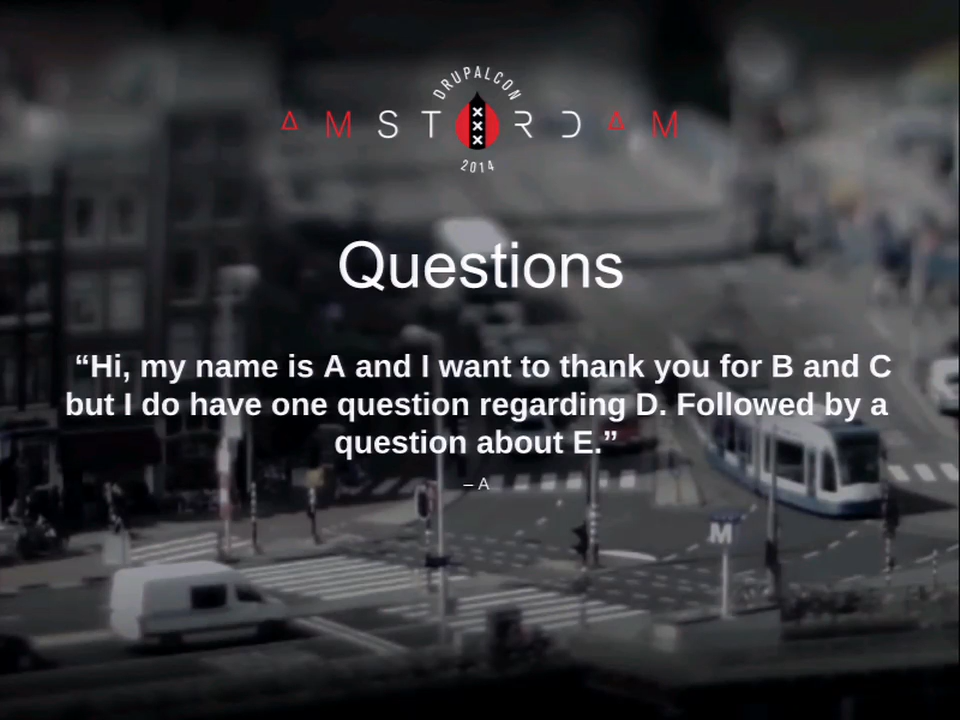 DRUPALCON
AMSTERDAM
2014
Questions
“Hi, my name is A and I want to thank you for B and C
but I do have one question regarding D. Followed by a
question about E.”
– A
M